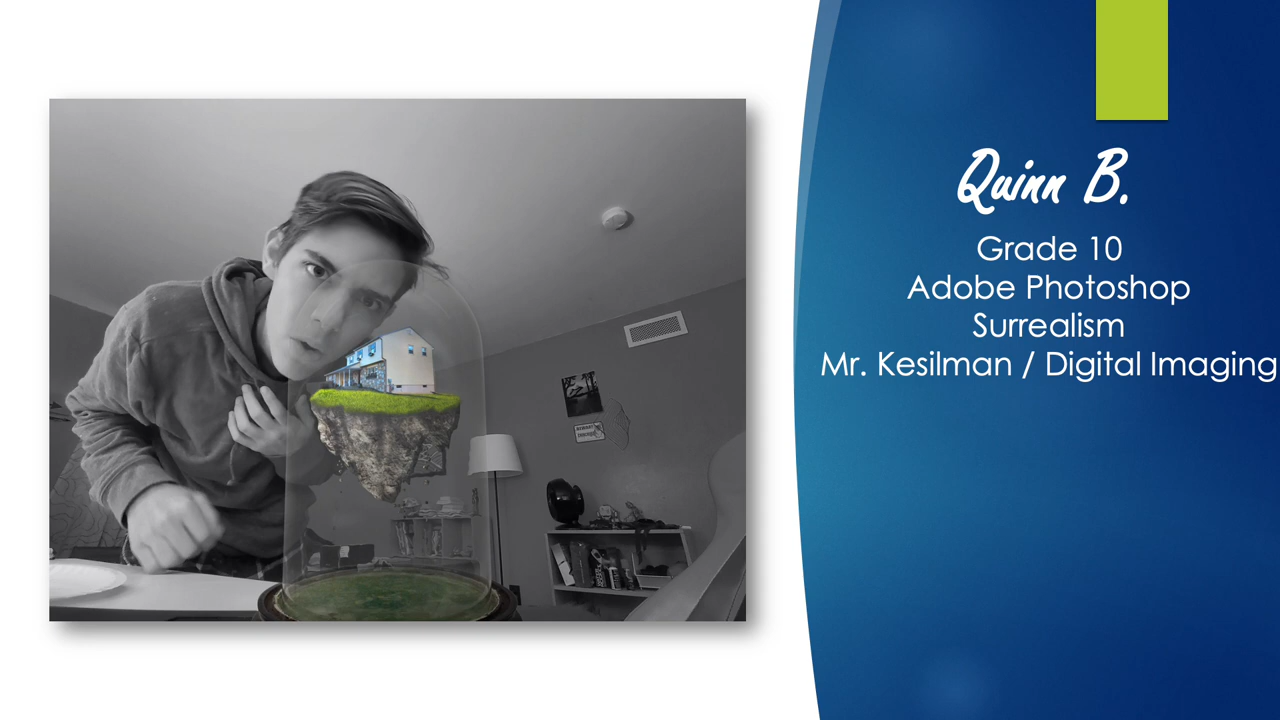 Quinn B.
Grade 10
Adobe Photoshop
Surrealism
Mr. Kesilman / Digital Imaging